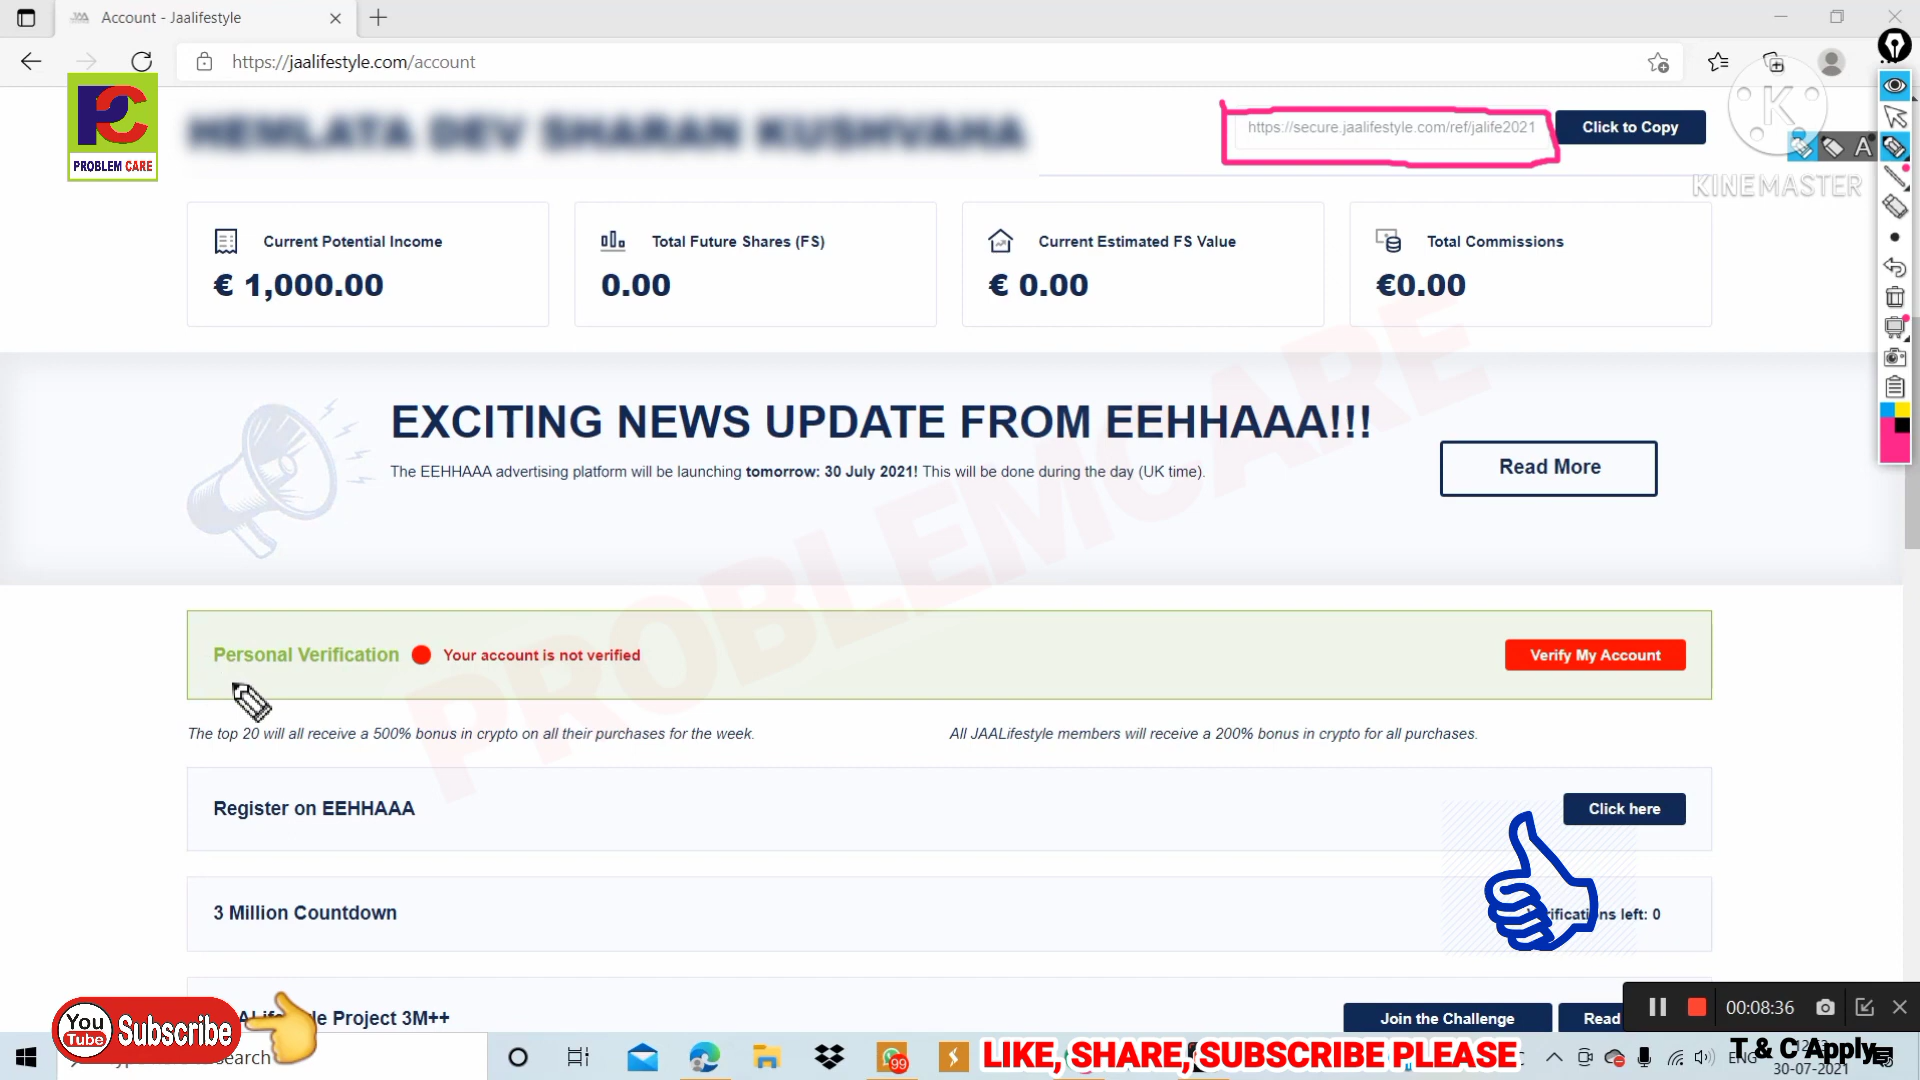 Account - Jaalifestyle
https://jaalifestyle.com/account
PC
PROBLEM CARE
HEMLATA DEV SHARAN KUSHVAHA
https://secure.jaalifestyle.com/ref/jalife2021
Click to Copy
K
A
KINEMASTER
Current Potential Income
€ 1,000.00
Total Future Shares (FS)
0.00
Current Estimated FS Value
€ 0.00
Total Commissions
€0.00
EXCITING NEWS UPDATE FROM EEHHAAA!!!
The EEHHAAA advertising platform will be launching tomorrow: 30 July 2021! This will be done during the day (UK time).
Read More
PROBLEMCARE
Personal Verification
Your account is not verified
Verify My Account
The top 20 will all receive a 500% bonus in crypto on all their purchases for the week.
All JAALifestyle members will receive a 200% bonus in crypto for all purchases.
Register on EEHHAAA
Click here
3 Million Countdown
left: 0
Project 3M++
Join the Challenge
Read
00:08:36
You
Tube
Subscribe
99
LIKE, SHARE, SUBSCRIBE PLEASE
ENG
T & C Apply
30-07-2021